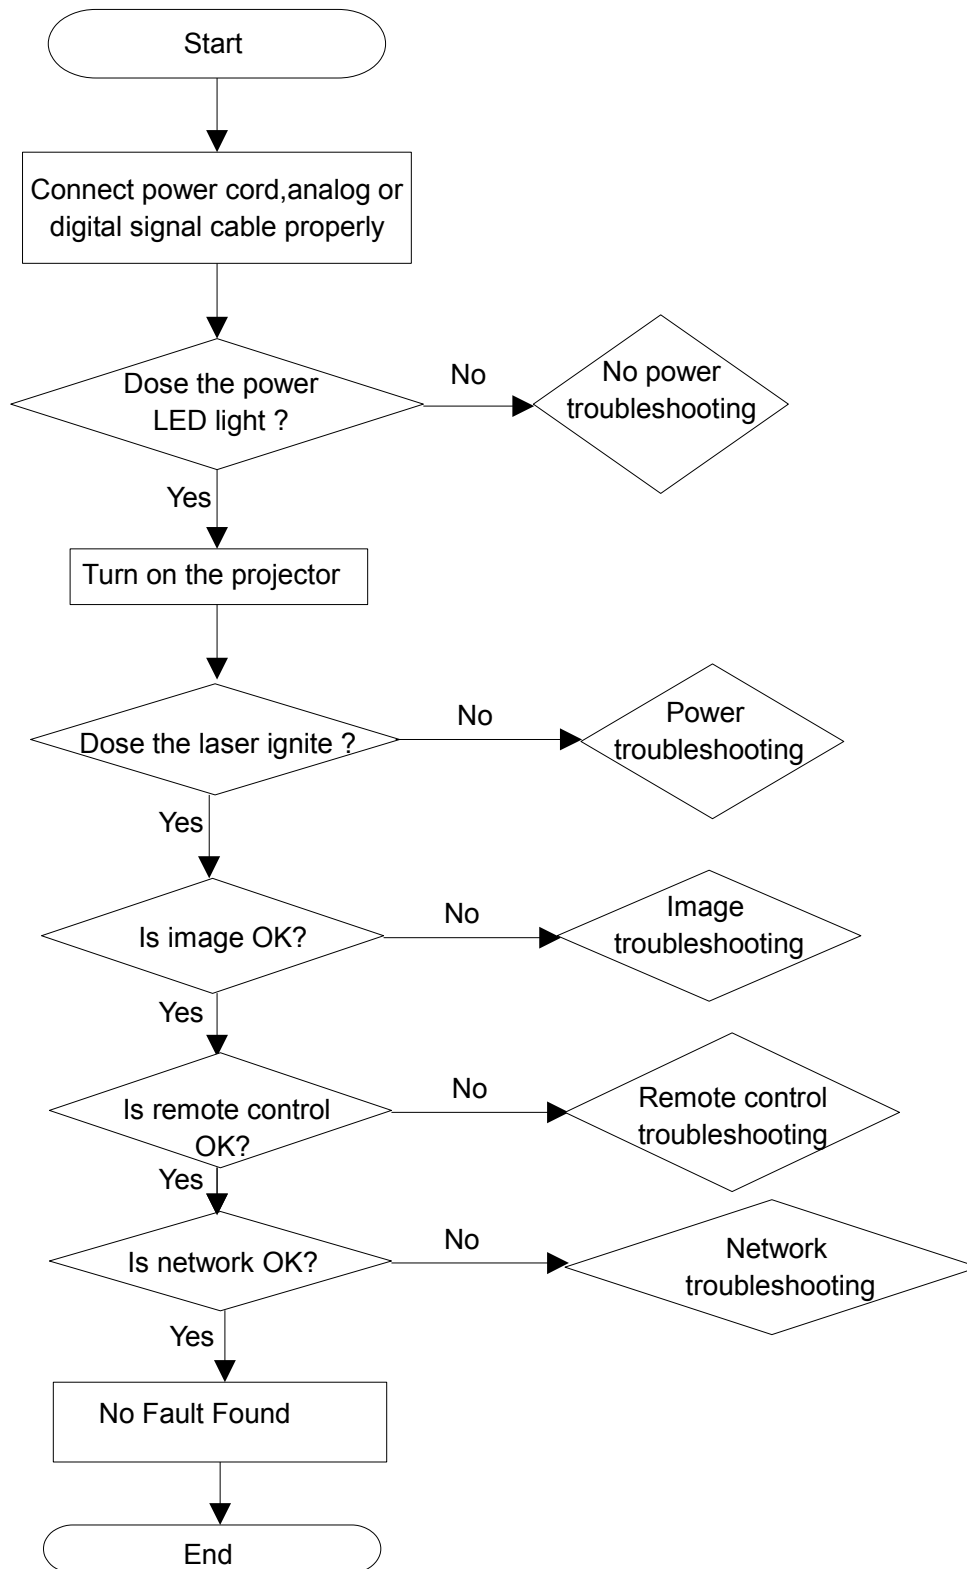 Start
Connect power cord,analog or
digital signal cable properly
Dose the power
LED light ?
No
No power
troubleshooting
Yes
Turn on the projector
Dose the laser ignite ?
No
Power
troubleshooting
Yes
Is image OK?
No
Image
troubleshooting
Yes
Is remote control
OK?
No
Remote control
troubleshooting
Yes
Is network OK?
No
Network
troubleshooting
Yes
No Fault Found
End